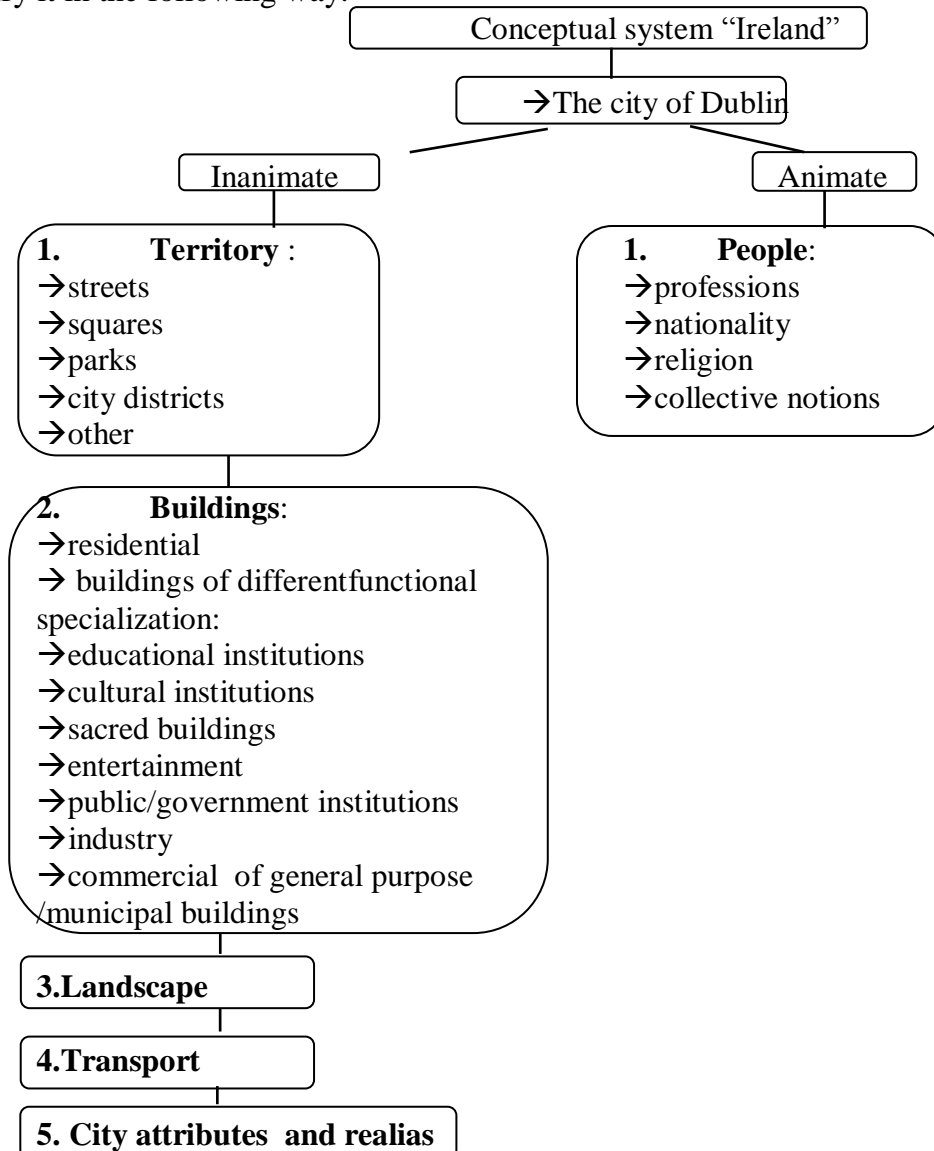 it in the following way.
Conceptual system “Ireland”
→The city of Dublin
Inanimate
Animate
1. Territory :
→streets
→squares
→parks
→city districts
→other
1. People:
→professions
→nationality
→religion
→collective notions
2. Buildings:
→residential
→ buildings of differentfunctional
specialization:
→educational institutions
→cultural institutions
→sacred buildings
→entertainment
→public/government institutions
→industry
→commercial of general purpose
/municipal buildings
3.Landscape
4.Transport
5. City attributes and realias